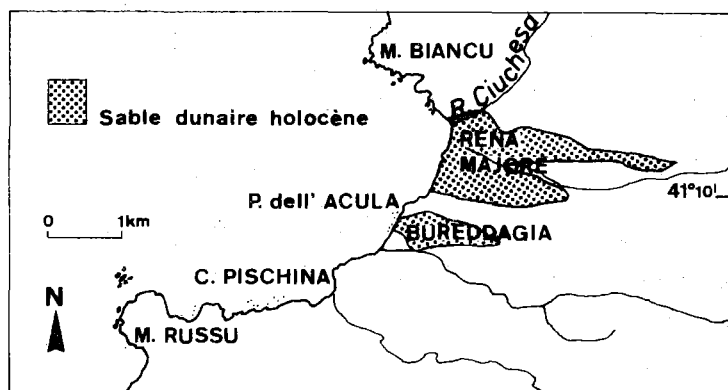 M. BIANCU
R. Ciuchesa
Sable dunaire holocène
RENA
MAJORE
P. dell' ACULA
41°10'
0 1km
BUREDDAGIA
C. PISCHINA
N
M. RUSSU